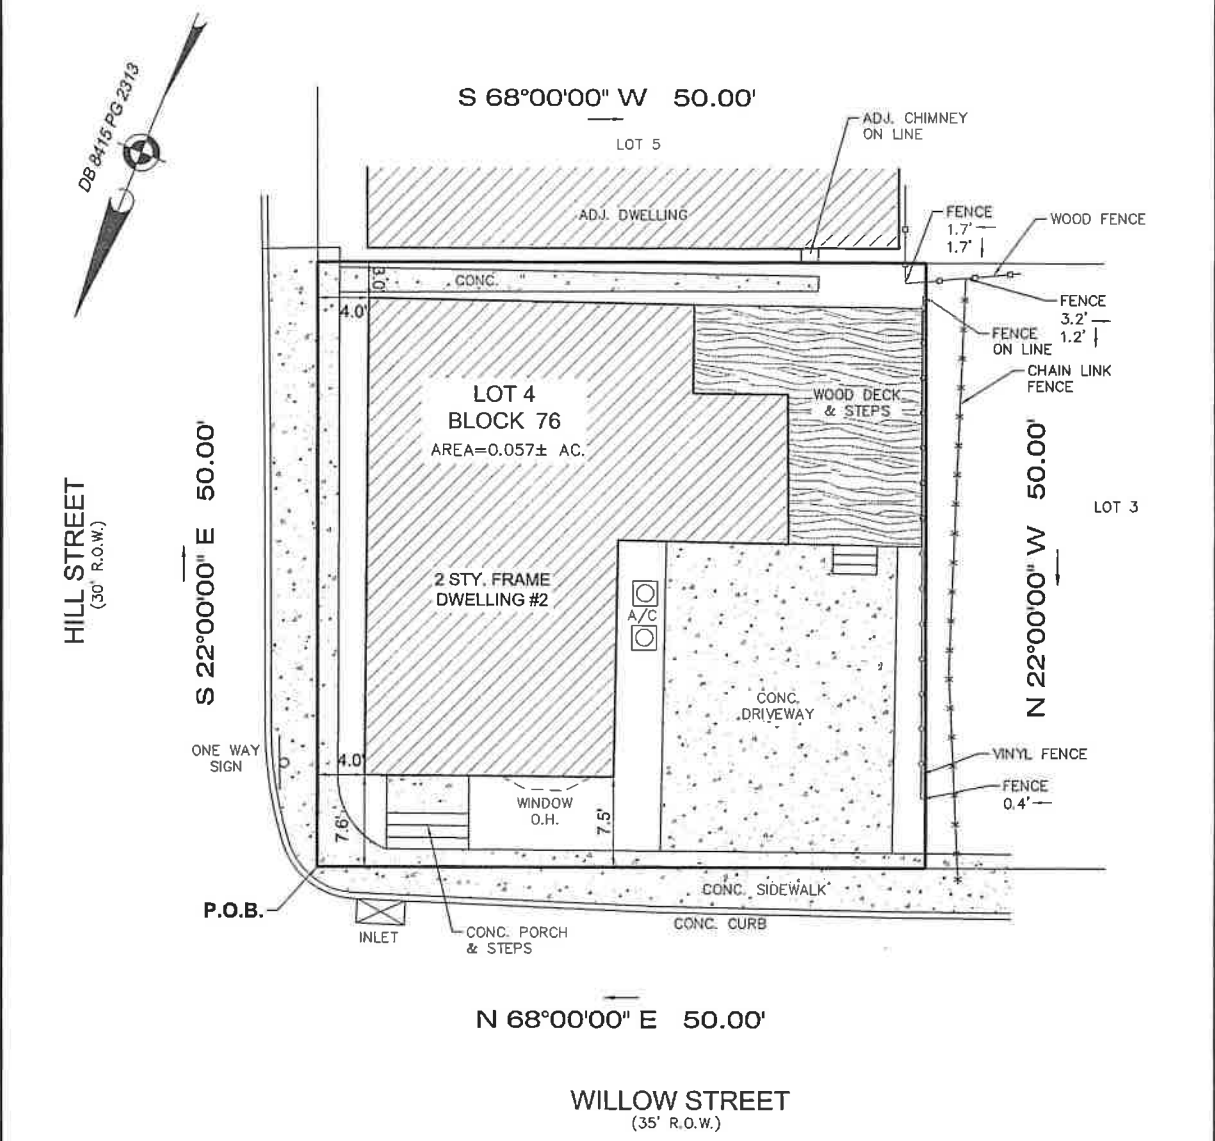 DB 8415 PG 2313
S 68°00'00" W 50.00'
LOT 5
ADJ. CHIMNEY
ON LINE
ADJ. DWELLING
FENCE
1.7'
1.7'
WOOD FENCE
CONC.
3.0'
4.0'
FENCE
3.2'
1.2'
FENCE
ON LINE
CHAIN LINK
FENCE
LOT 4
BLOCK 76
AREA=0.057± AC.
WOOD DECK
& STEPS
HILL STREET
(30' R.O.W.)
S 22°00'00" E 50.00'
N 22°00'00" W 50.00'
LOT 3
2 STY. FRAME
DWELLING #2
A/C
CONC.
DRIVEWAY
ONE WAY
SIGN
4.0'
VINYL FENCE
FENCE
0.4'
WINDOW
O.H.
7.6'
7.5'
CONC. SIDEWALK
P.O.B.
INLET
CONC. PORCH
& STEPS
CONC. CURB
N 68°00'00" E 50.00'
WILLOW STREET
(35' R.O.W.)